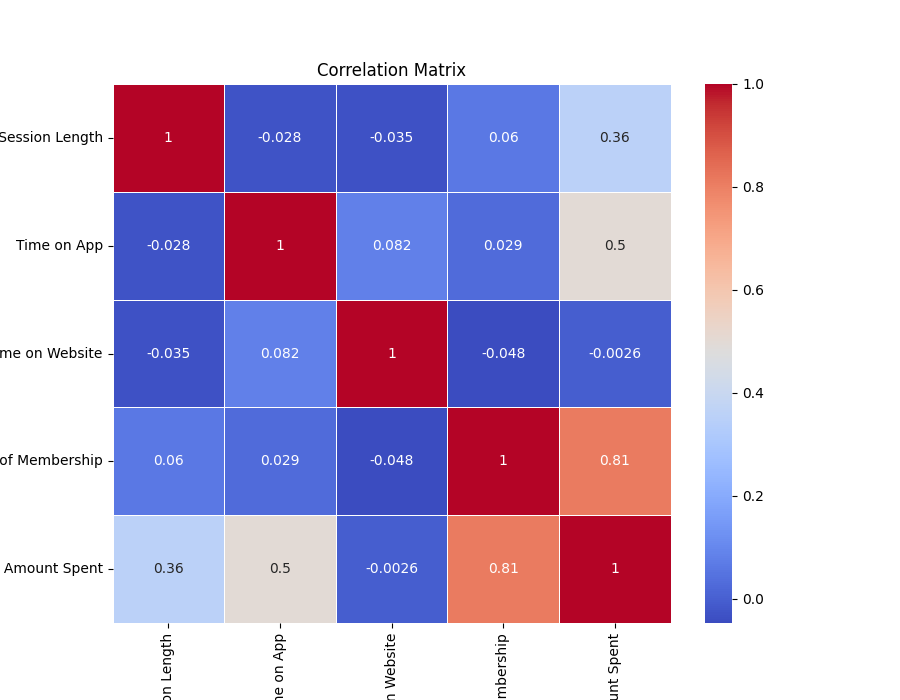 Correlation Matrix
Session Length 1 -0.028 -0.035 0.06 0.36
Time on App -0.028 1 0.082 0.029 0.5
me on Website -0.035 0.082 1 -0.048 -0.0026
of Membership 0.06 0.029 -0.048 1 0.81
Amount Spent 0.36 0.5 -0.0026 0.81 1
on Length
ne on App
n Website
mbership
unt Spent
1.0
0.8
0.6
0.4
0.2
0.0